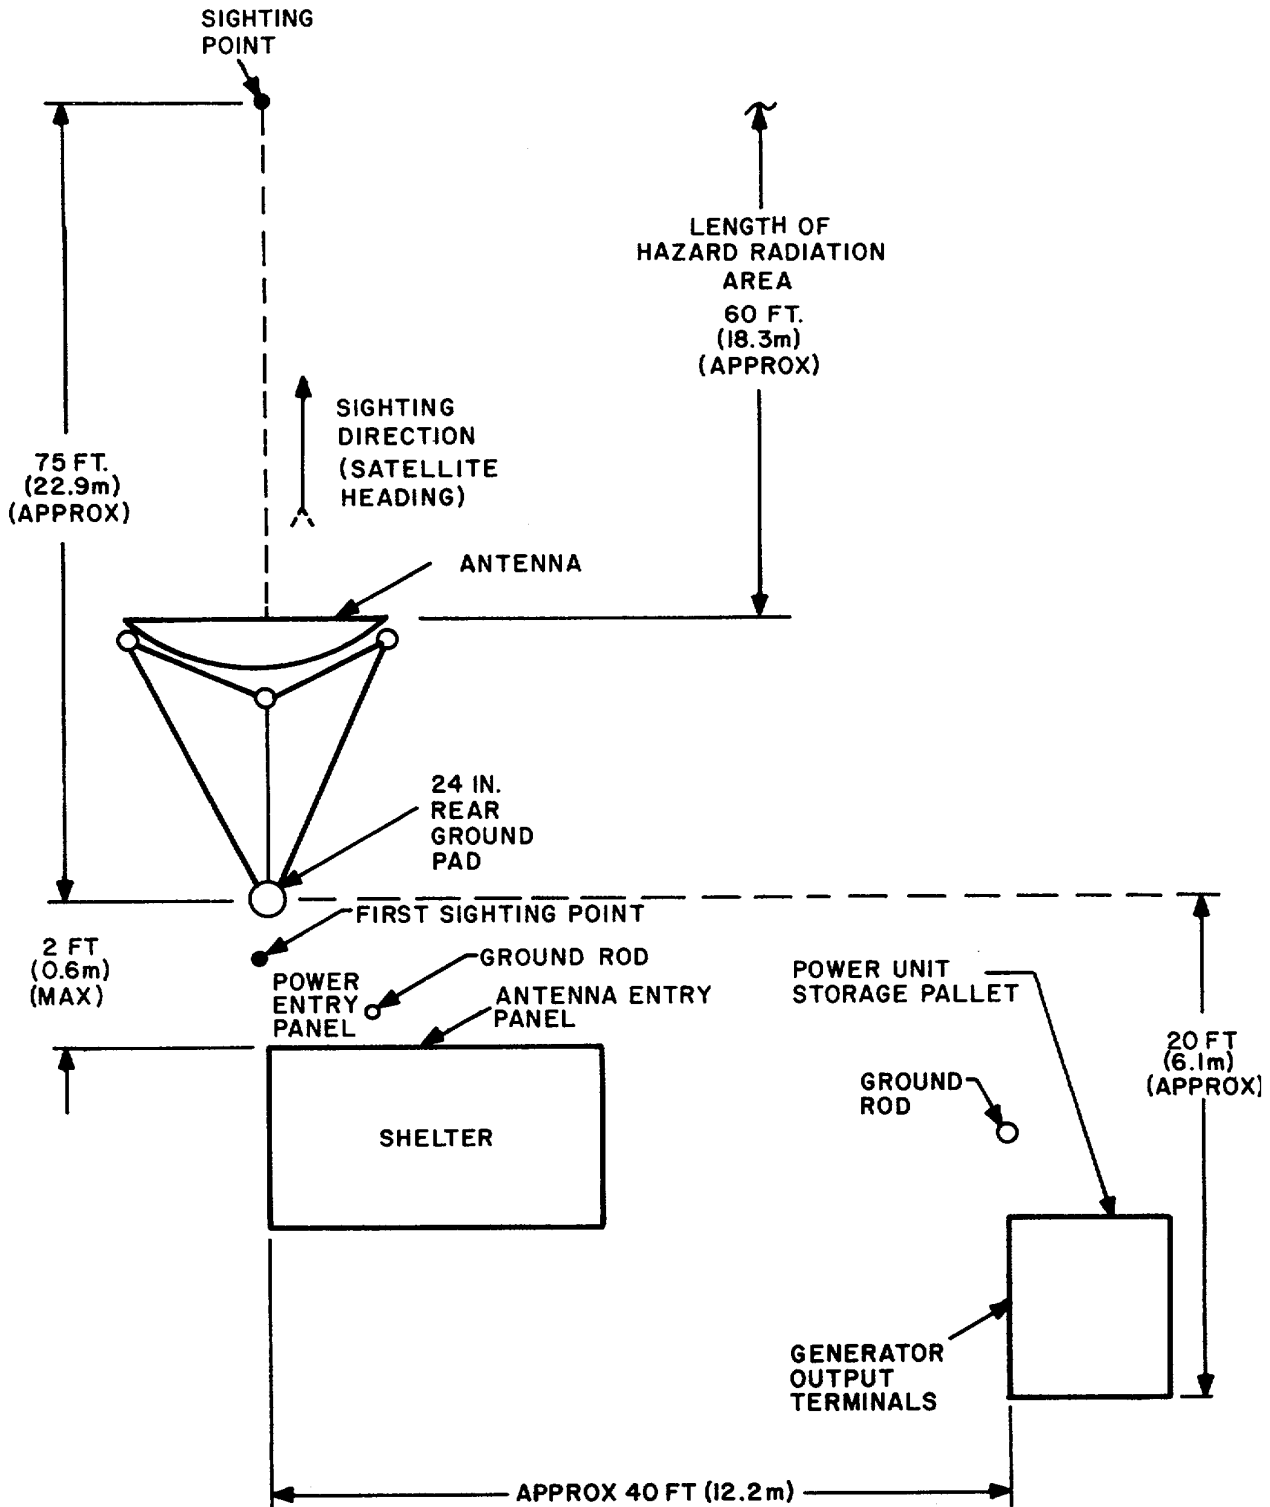 SIGHTING
POINT
LENGTH OF
HAZARD RADIATION
AREA
60 FT.
(18.3m)
(APPROX)
SIGHTING
DIRECTION
(SATELLITE
HEADING)
75 FT.
(22.9m)
(APPROX)
ANTENNA
24 IN.
REAR
GROUND
PAD
FIRST SIGHTING POINT
2 FT
(0.6m)
(MAX)
GROUND ROD
POWER
ENTRY
PANEL
ANTENNA ENTRY
PANEL
POWER UNIT
STORAGE PALLET
20 FT
(6.1m)
(APPROX)
GROUND
ROD
SHELTER
GENERATOR
OUTPUT
TERMINALS
APPROX 40 FT (12.2m)